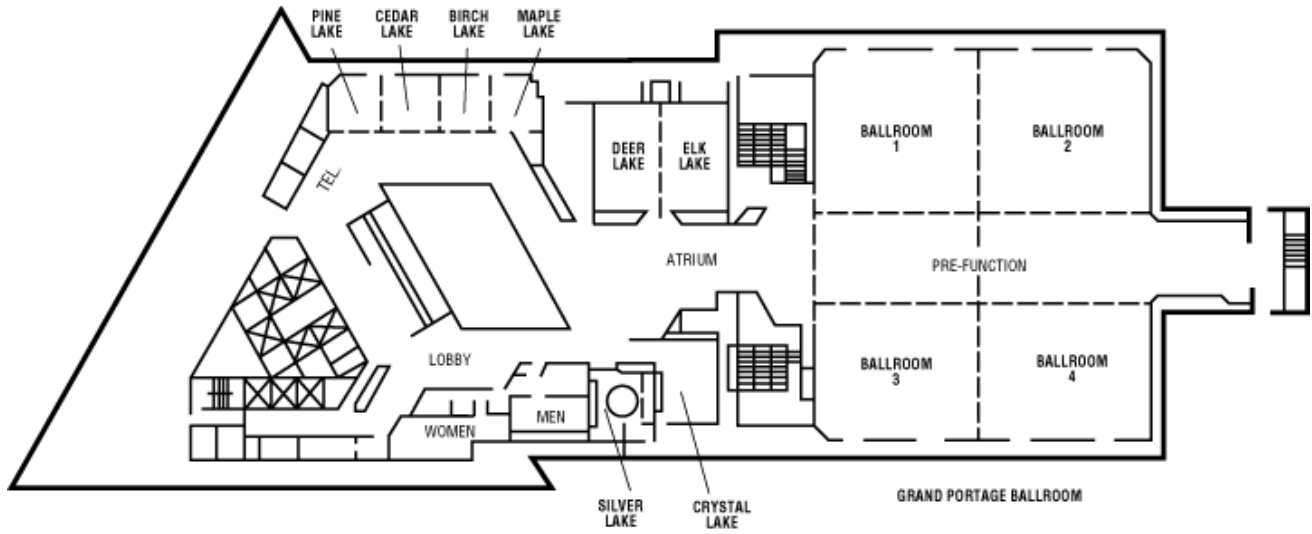 PINE
LAKE
CEDAR
LAKE
BIRCH
LAKE
MAPLE
LAKE
BALLROOM
1
BALLROOM
2
DEER
LAKE
ELK
LAKE
TEL.
ATRIUM
PRE-FUNCTION
LOBBY
BALLROOM
3
BALLROOM
4
MEN
WOMEN
SILVER
LAKE
CRYSTAL
LAKE
GRAND PORTAGE BALLROOM